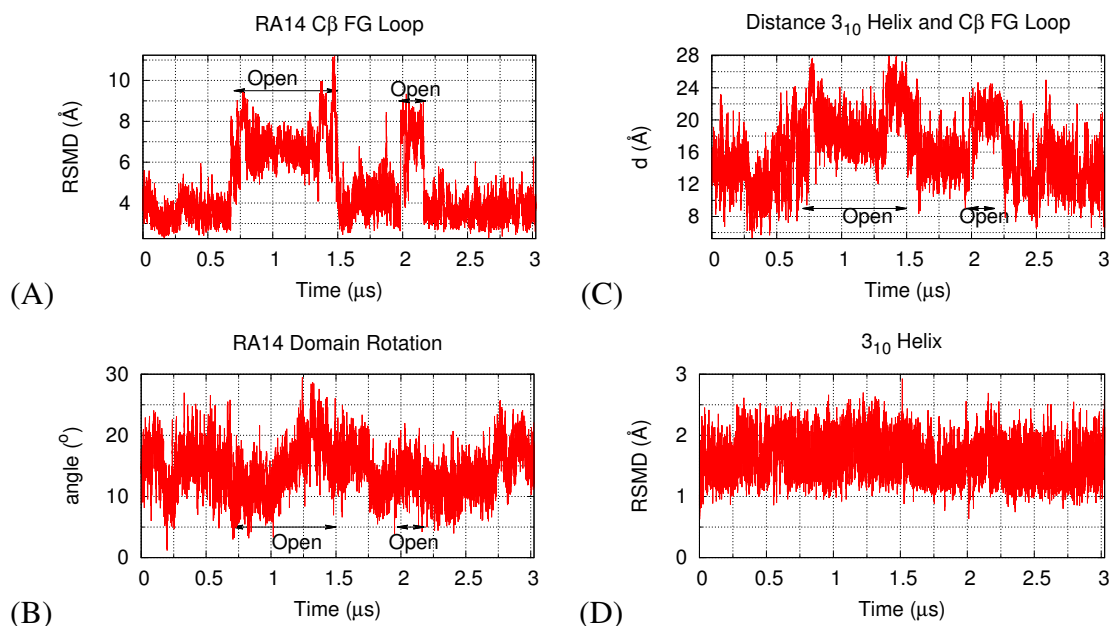 RA14 Cβ FG Loop
RSMD (Å)
10
8
6
4
Open
Open
0 0.5 1 1.5 2 2.5 3
Time (μs)
(A)
Distance 3₁₀ Helix and Cβ FG Loop
d (Å)
28
24
20
16
12
8
Open
Open
0 0.5 1 1.5 2 2.5 3
Time (μs)
(C)
RA14 Domain Rotation
angle (°)
30
20
10
0
Open
Open
0 0.5 1 1.5 2 2.5 3
Time (μs)
(B)
3₁₀ Helix
RSMD (Å)
3
2
1
0
0 0.5 1 1.5 2 2.5 3
Time (μs)
(D)